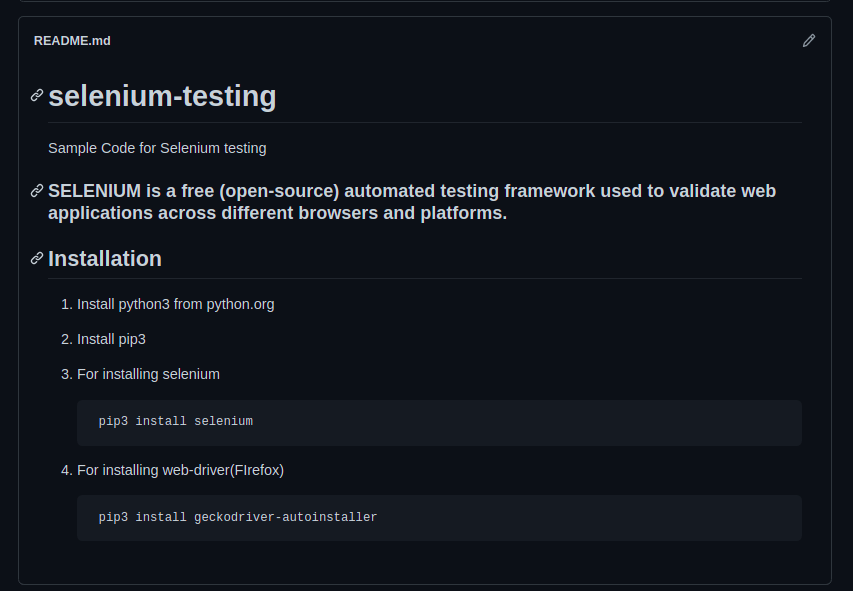 README.md
selenium-testing
Sample Code for Selenium testing
SELENIUM is a free (open-source) automated testing framework used to validate web
applications across different browsers and platforms.
Installation
1. Install python3 from python.org
2. Install pip3
3. For installing selenium
pip3 install selenium
4. For installing web-driver(FIrefox)
pip3 install geckodriver-autoinstaller